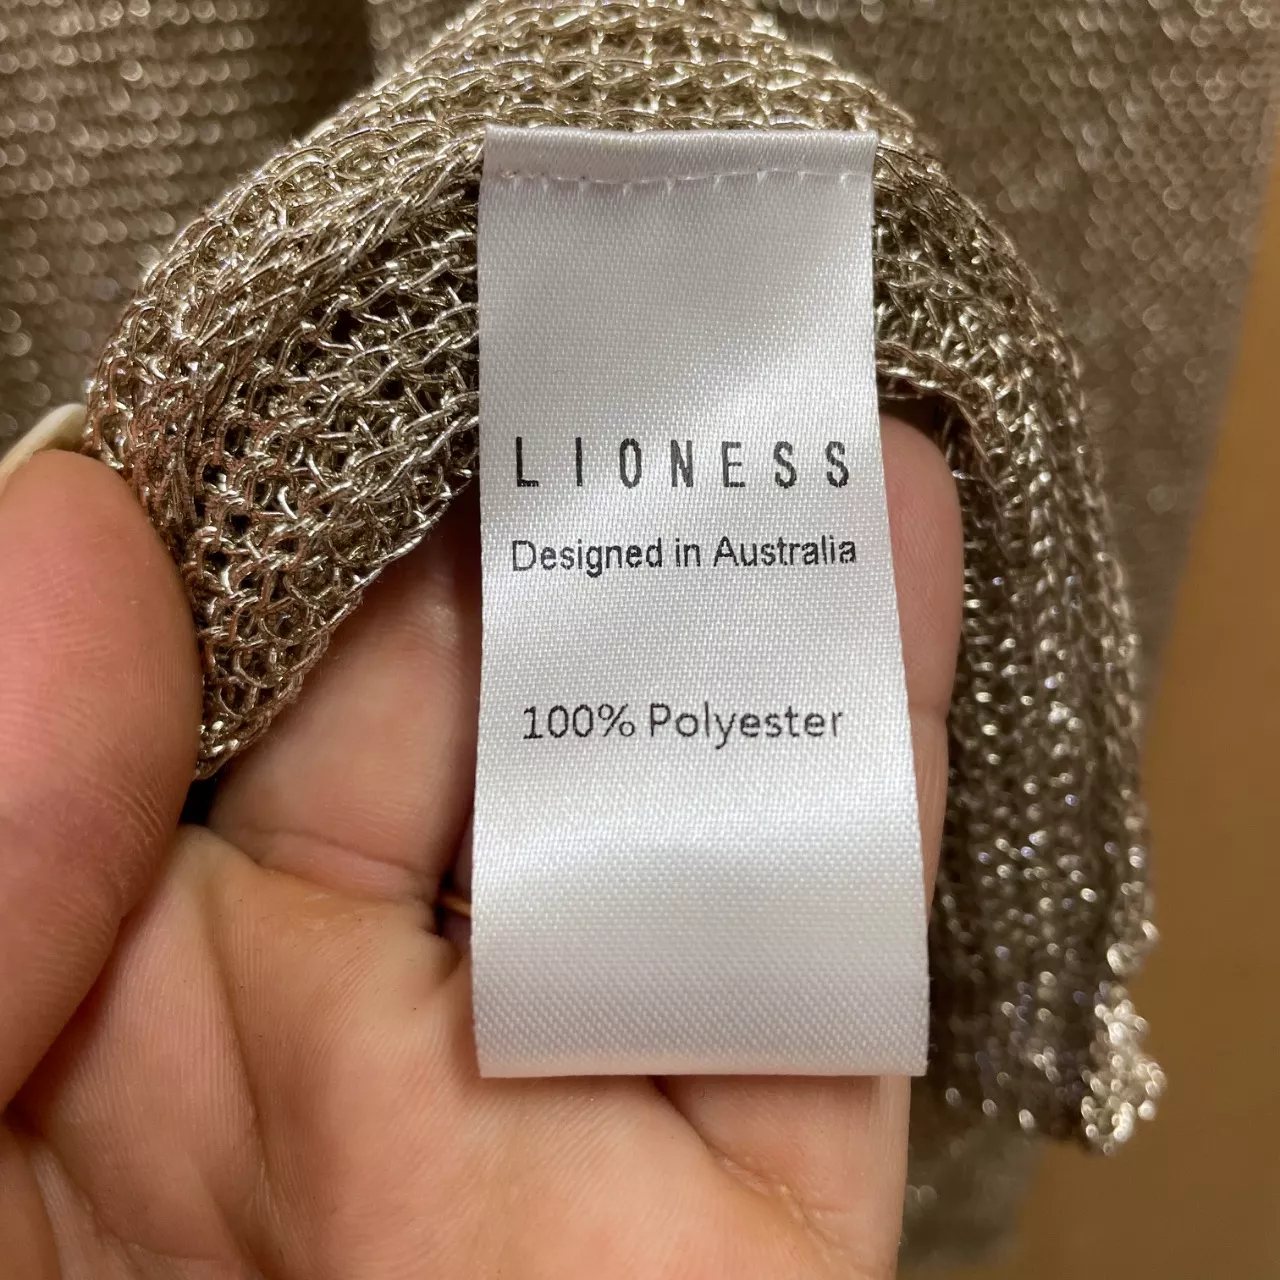 LIONESS
Designed in Australia
100% Polyester